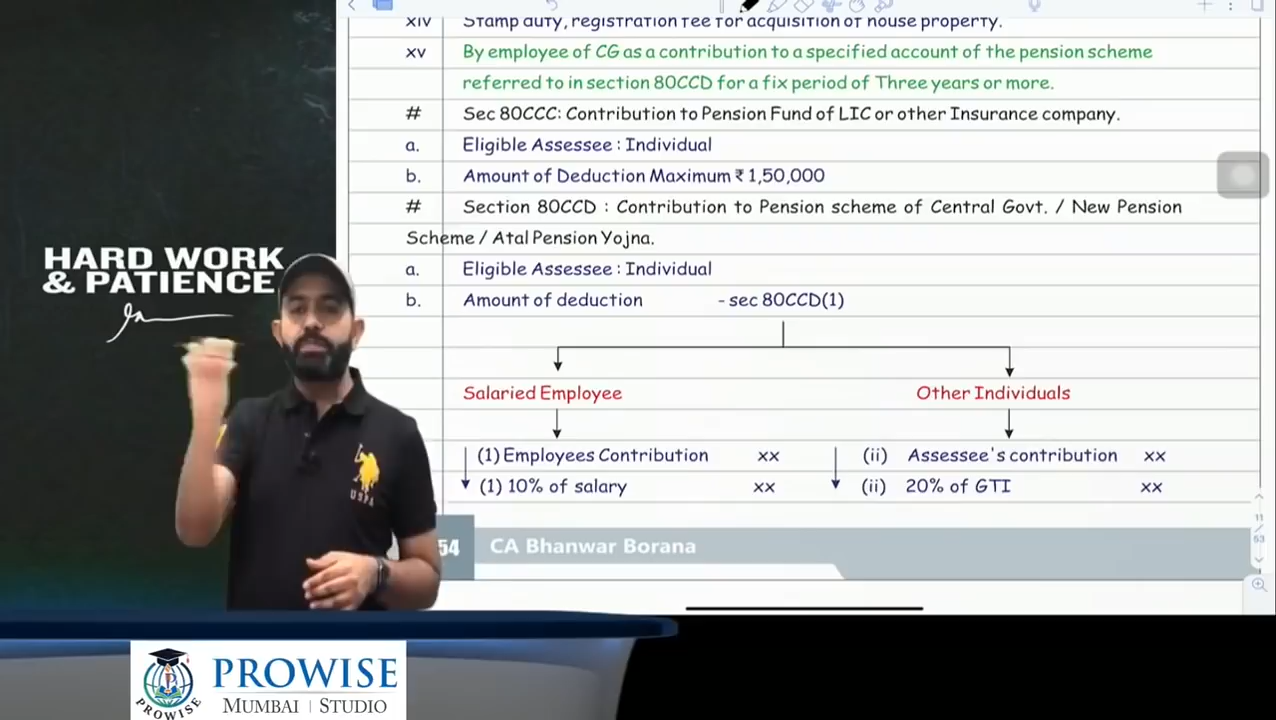 xiv Stamp duty, registration fee for acquisition of house property.
xv By employee of CG as a contribution to a specified account of the pension scheme
referred to in section 80CCD for a fix period of Three years or more.
# Sec 80CCC: Contribution to Pension Fund of LIC or other Insurance company.
a. Eligible Assessee : Individual
b. Amount of Deduction Maximum ₹ 1,50,000
# Section 80CCD : Contribution to Pension scheme of Central Govt. / New Pension
Scheme / Atal Pension Yojna.
a. Eligible Assessee : Individual
b. Amount of deduction - sec 80CCD(1)
Salaried Employee Other Individuals
(1) Employees Contribution xx (ii) Assessee's contribution xx
(1) 10% of salary xx (ii) 20% of GTI xx
54 CA Bhanwar Borana
11
/
53
HARD WORK
& PATIENCE
USPA
PROWISE
PROWISE
MUMBAI | STUDIO